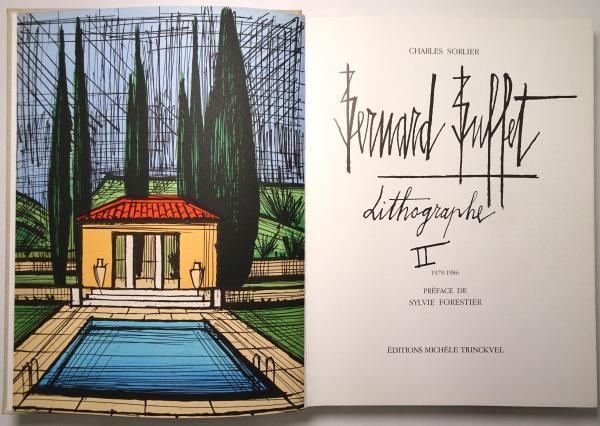 CHARLES SORLIER
Bernard Buffet
Lithographe
II
1979-1986
PRÉFACE DE
SYLVIE FORESTIER
ÉDITIONS MICHÈLE TRINCKVEL